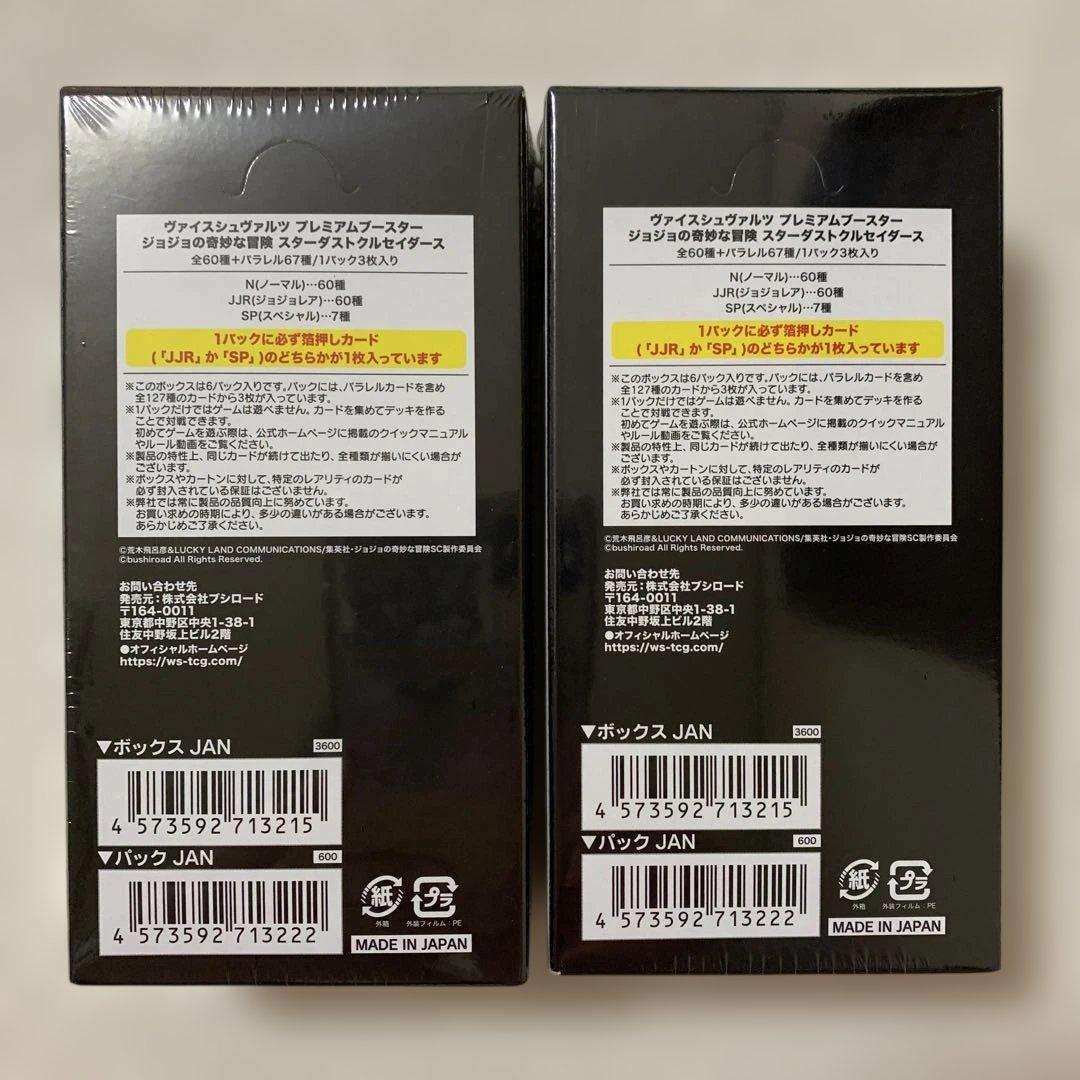 ヴァイスシュヴァルツ プレミアムブースター
ジョジョの奇妙な冒険 スターダストクルセイダース
全60種+パラレル67種/1パック3枚入り
N(ノーマル)…60種
JJR(ジョジョレア)…60種
SP(スペシャル)…7種
1パックに必ず箔押しカード
(「JJR」か「SP」)のどちらかが1枚入っています
※このボックスは6パック入りです。パックには、パラレルカードを含め
全127種のカードから3枚が入っています。
※1パックだけではゲームは遊べません。カードを集めてデッキを作る
ことで対戦できます。
初めてゲームを遊ぶ際は、公式ホームページに掲載のクイックマニュアル
やルール動画をご覧ください。
※製品の特性上、同じカードが続けて出たり、全種類が揃いにくい場合が
ございます。
※ボックスやカートンに対して、特定のレアリティのカードが
必ず封入されている保証はございません。
※弊社では常に製品の品質向上に努めています。
お買い求めの時期により、多少の違いがある場合がございます。
あらかじめご了承ください。
©荒木飛呂彦&LUCKY LAND COMMUNICATIONS/集英社・ジョジョの奇妙な冒険SC製作委員会
©bushiroad All Rights Reserved.
お問い合わせ先
発売元:株式会社ブシロード
〒164-0011
東京都中野区中央1-38-1
住友中野坂上ビル2階
●オフィシャルホームページ
https://ws-tcg.com/
▼ボックス JAN 3600
4 573592 713215
▼パック JAN 600
4 573592 713222
紙 プラ
外箱 外装フィルム:PE
MADE IN JAPAN
ヴァイスシュヴァルツ プレミアムブースター
ジョジョの奇妙な冒険 スターダストクルセイダース
全60種+パラレル67種/1パック3枚入り
N(ノーマル)…60種
JJR(ジョジョレア)…60種
SP(スペシャル)…7種
1パックに必ず箔押しカード
(「JJR」か「SP」)のどちらかが1枚入っています
※このボックスは6パック入りです。パックには、パラレルカードを含め
全127種のカードから3枚が入っています。
※1パックだけではゲームは遊べません。カードを集めてデッキを作る
ことで対戦できます。
初めてゲームを遊ぶ際は、公式ホームページに掲載のクイックマニュアル
やルール動画をご覧ください。
※製品の特性上、同じカードが続けて出たり、全種類が揃いにくい場合が
ございます。
※ボックスやカートンに対して、特定のレアリティのカードが
必ず封入されている保証はございません。
※弊社では常に製品の品質向上に努めています。
お買い求めの時期により、多少の違いがある場合がございます。
あらかじめご了承ください。
©荒木飛呂彦&LUCKY LAND COMMUNICATIONS/集英社・ジョジョの奇妙な冒険SC製作委員会
©bushiroad All Rights Reserved.
お問い合わせ先
発売元:株式会社ブシロード
〒164-0011
東京都中野区中央1-38-1
住友中野坂上ビル2階
●オフィシャルホームページ
https://ws-tcg.com/
▼ボックス JAN 3600
4 573592 713215
▼パック JAN 600
4 573592 713222
紙 プラ
外箱 外装フィルム:PE
MADE IN JAPAN